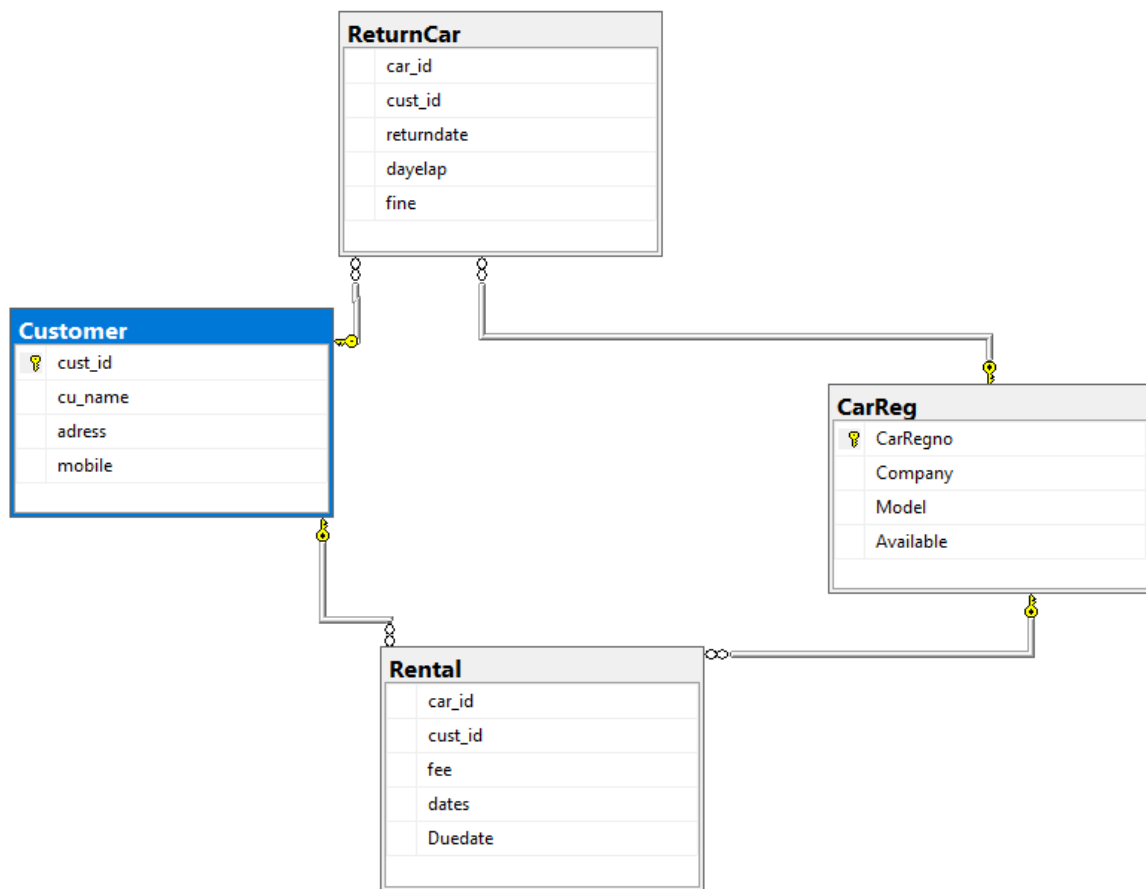 ReturnCar
car_id
cust_id
returndate
dayelap
fine
Customer
cust_id
cu_name
adress
mobile
CarReg
CarRegno
Company
Model
Available
Rental
car_id
cust_id
fee
dates
Duedate